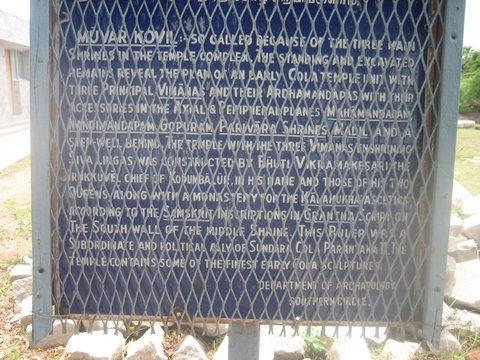 MUVAR KOVIL:- SO CALLED BECAUSE OF THE THREE MAIN
SHRINES IN THE TEMPLE COMPLEX. THE STANDING AND EXCAVATED
REMAINS REVEAL THE PLAN OF AN EARLY COLA TEMPLE UNIT WITH
THREE PRINCIPAL VIMANAS AND THEIR ARDHAMANDAPAS WITH THEIR
ACCESSORIES IN THE AXIAL & PERIPHERAL PLANES MAHAMANDAPAM
NANDIMANDAPAM GOPURAM, PARIVARA SHRINES, MADIL AND A
STEP-WELL BEHIND. THE TEMPLE WITH THE THREE VIMANAS ENSHRINING
SIVA LINGAS WAS CONSTRUCTED BY BHUTI VIKRAMAKESARI THE
IRUKKUVEL CHIEF OF KODUMBALUR, IN HIS NAME AND THOSE OF HIS TWO
QUEENS, ALONG WITH A MONASTERY FOR THE KALAMUKHA ASCETICS
ACCORDING TO THE SANSKRIT INSCRIPTIONS IN GRANTHA SCRIPT ON
THE SOUTH WALL OF THE MIDDLE SHRINE. THIS RULER WAS A
SUBORDINATE AND POLITICAL ALLY OF SUNDARA COLA PARANTAKA II. THE
TEMPLE CONTAINS SOME OF THE FINEST EARLY COLA SCULPTURES.
DEPARTMENT OF ARCHAEOLOGY
SOUTHERN CIRCLE.